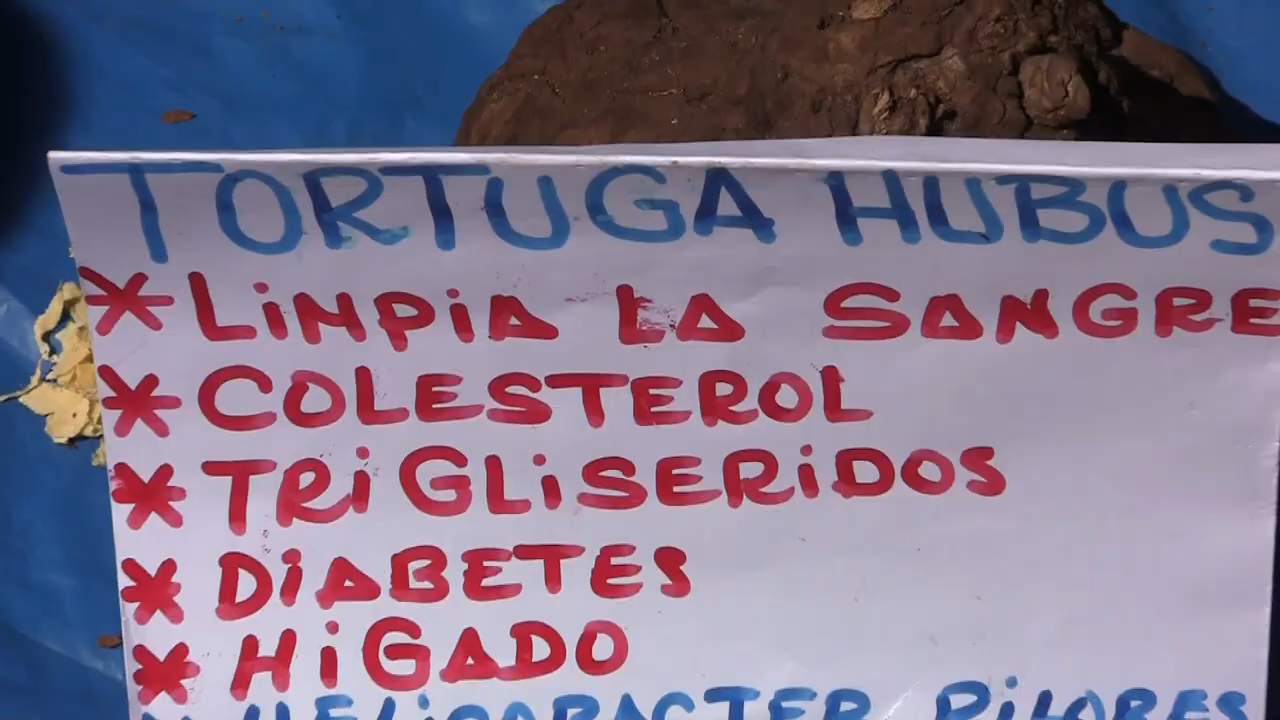 TORTUGA HUBUS
* LiMPiA LA SANGRE
* COLESTEROL
* TRiGLiSERiDOS
* DiABETES
* HiGADO
* HELiCOBACTER PiLORES